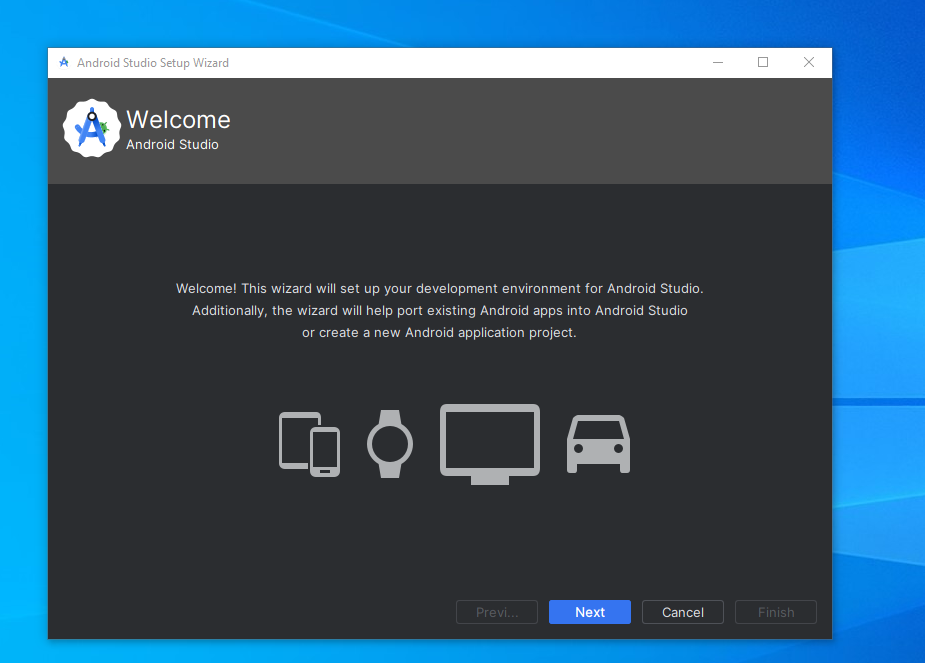 Android Studio Setup Wizard
Welcome
Android Studio
Welcome! This wizard will set up your development environment for Android Studio.
Additionally, the wizard will help port existing Android apps into Android Studio
or create a new Android application project.
Previ... Next Cancel Finish